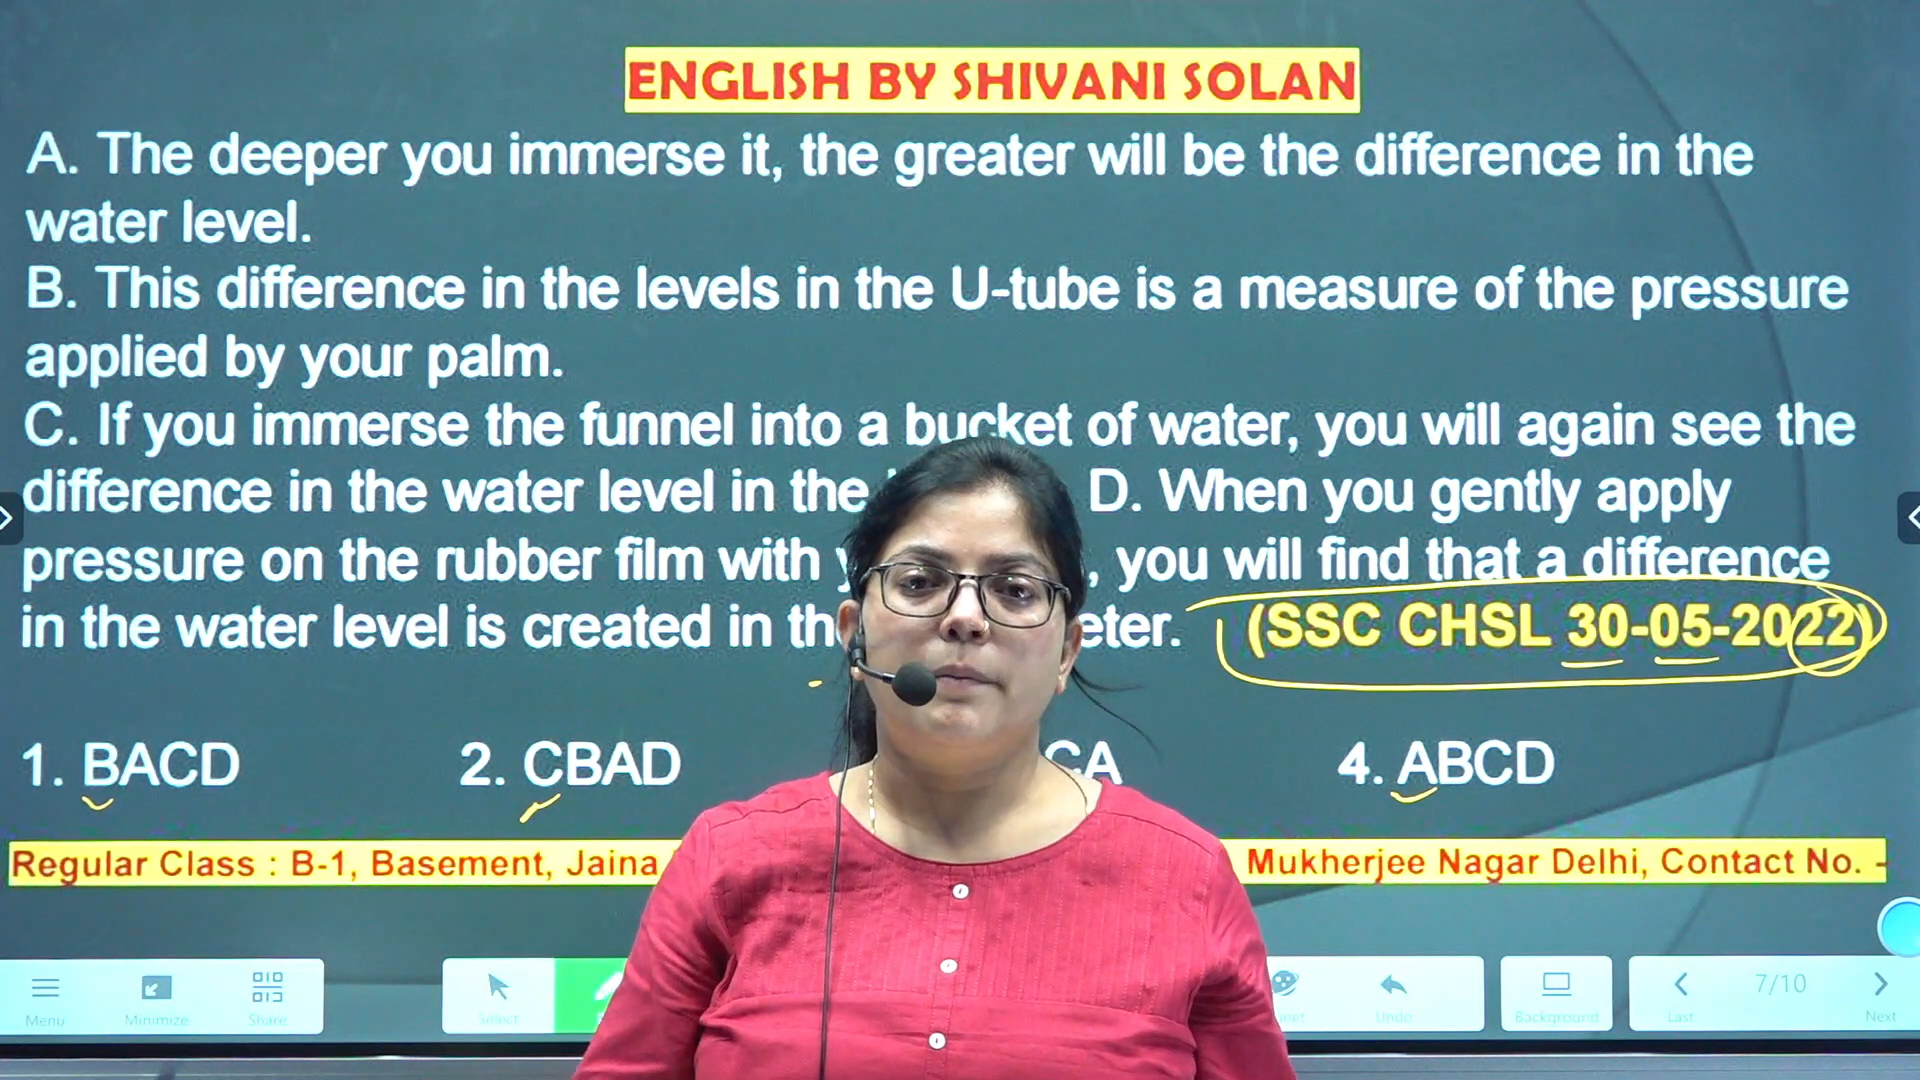 ENGLISH BY SHIVANI SOLAN
A. The deeper you immerse it, the greater will be the difference in the
water level.
B. This difference in the levels in the U-tube is a measure of the pressure
applied by your palm.
C. If you immerse the funnel into a bucket of water, you will again see the
difference in the water level in the D. When you gently apply
pressure on the rubber film with , you will find that a difference
in the water level is created in eter. (SSC CHSL 30-05-2022)
1. BACD 2. CBAD CA 4. ABCD
Regular Class : B-1, Basement, Jaina Mukherjee Nagar Delhi, Contact No. -
Menu Minimize Share Select Undo Background Last 7/10 Next